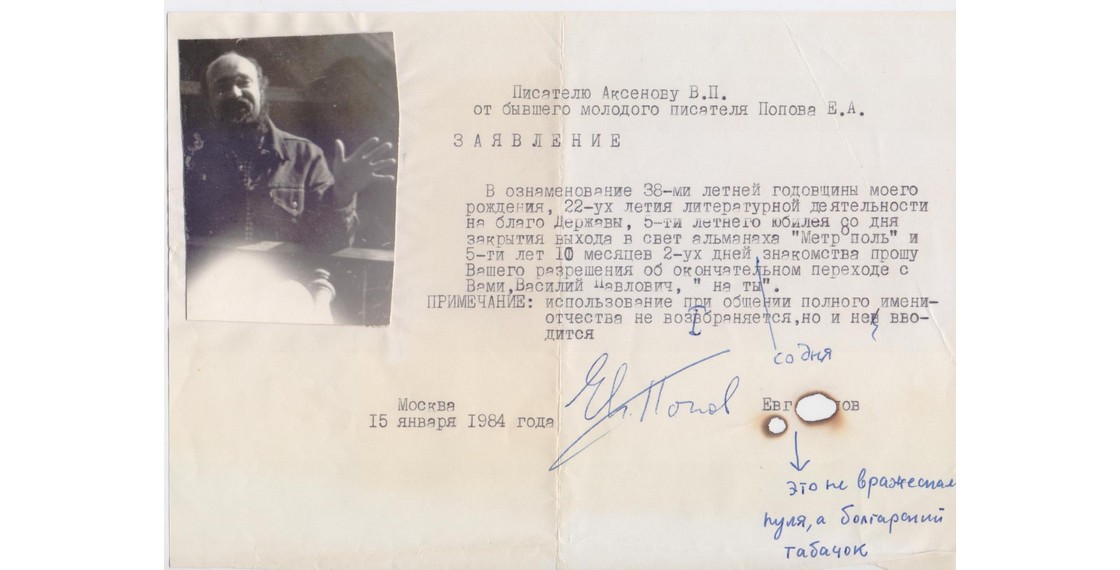 Писателю Аксенову В.П.
от бывшего молодого писателя Попова Е.А.
З А Я В Л Е Н И Е
В ознаменование 38-ми летней годовщины моего
рождения, 22-ух летия литературной деятельности
на благо Державы, 5-ти летнего юбилея со дня
закрытия выхода в свет альманаха "Метрополь" и
5-ти лет 10 месяцев 2-ух дней знакомства прошу
со дня
Вашего разрешения об окончательном переходе с
Вами,Василий Павлович, " на ты".
ПРИМЕЧАНИЕ: использование при общении полного имени-
отчества не возбраняется,но и не вво-
дится
Ев. Попов
Евг ов
Москва
15 января 1984 года
это не вражеская
пуля, а болгарский
табачок